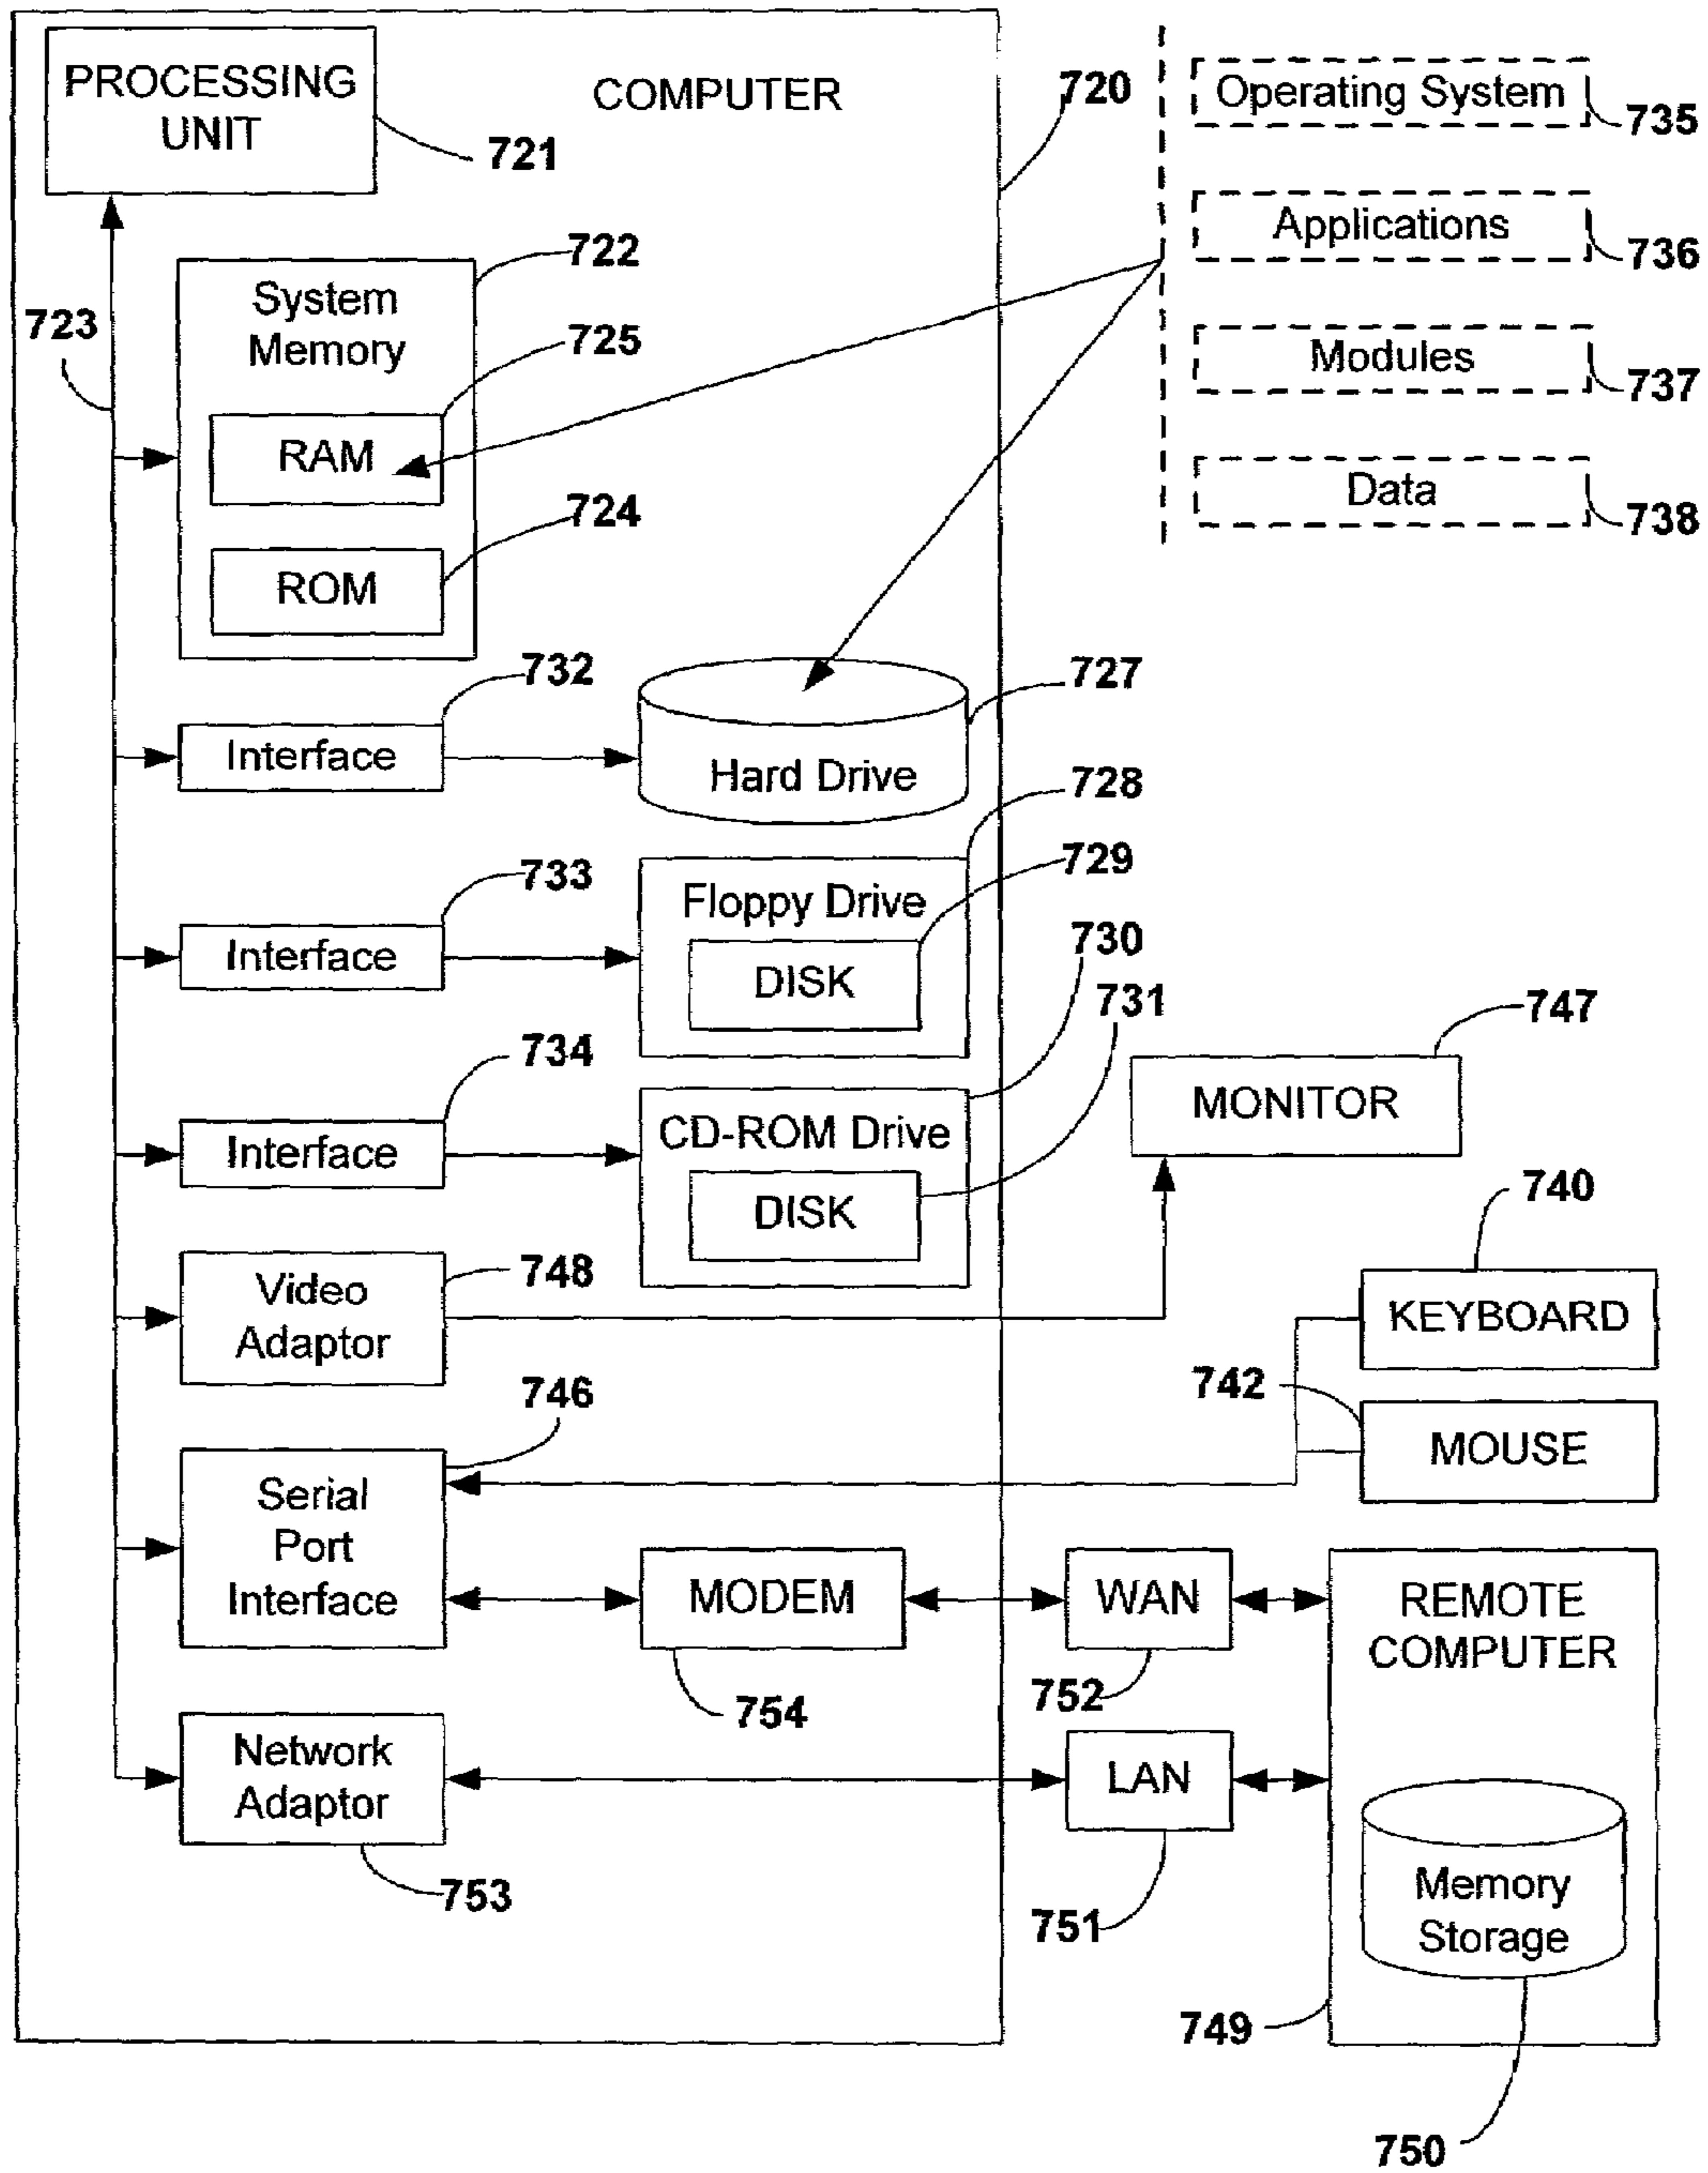 PROCESSING
UNIT
COMPUTER
720
721
Operating System
735
Applications
736
Modules
737
Data
738
722
System
Memory
723
725
RAM
724
ROM
732
Interface
727
Hard Drive
728
733
Interface
729
Floppy Drive
DISK
730
731
734
Interface
CD-ROM Drive
DISK
747
MONITOR
740
KEYBOARD
748
Video
Adaptor
742
MOUSE
746
Serial
Port
Interface
MODEM
754
WAN
752
REMOTE
COMPUTER
Network
Adaptor
753
LAN
751
Memory
Storage
749
750